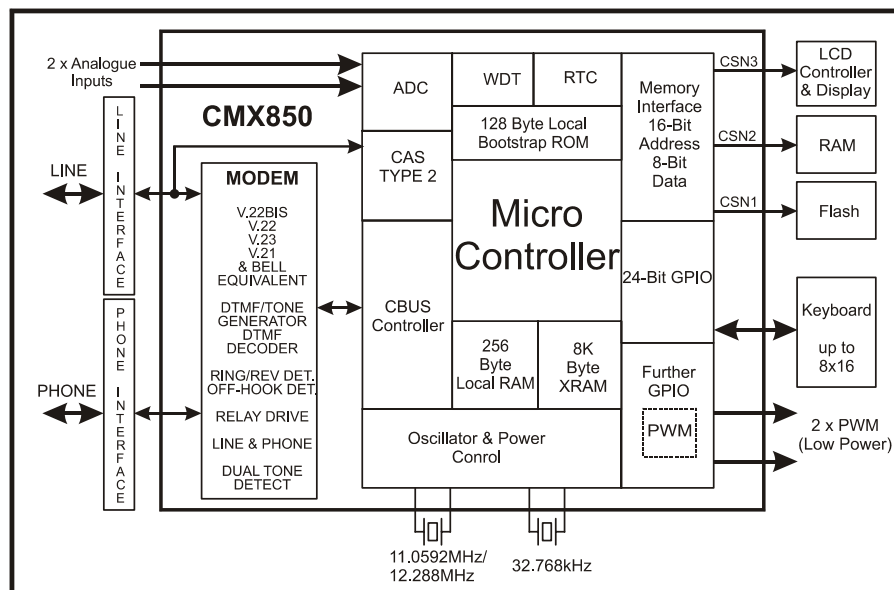 2 x Analogue
Inputs
LINE INTERFACE
LINE
PHONE INTERFACE
PHONE
CMX850
MODEM
V.22BIS
V.22
V.23
V.21
& BELL
EQUIVALENT
DTMF/TONE
GENERATOR
DTMF
DECODER
RING/REV DET.
OFF-HOOK DET.
RELAY DRIVE
LINE & PHONE
DUAL TONE
DETECT
ADC
CAS
TYPE 2
CBUS
Controller
WDT
RTC
128 Byte Local
Bootstrap ROM
Micro
Controller
256
Byte
Local RAM
8K
Byte
XRAM
Oscillator & Power
Conrol
Memory
Interface
16-Bit
Address
8-Bit
Data
24-Bit GPIO
Further
GPIO
PWM
CSN3
CSN2
CSN1
LCD
Controller
& Display
RAM
Flash
Keyboard
up to
8x16
2 x PWM
(Low Power)
11.0592MHz/
12.288MHz
32.768kHz